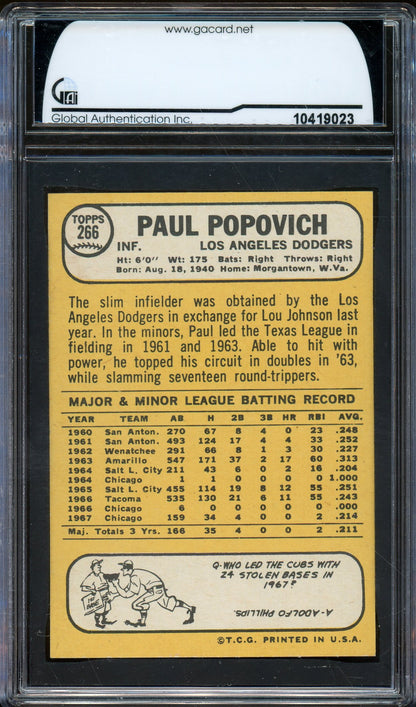 www.gacard.net
GAI
Global Authentication Inc.
10419023
TOPPS
266
PAUL POPOVICH
INF. LOS ANGELES DODGERS
Ht: 6'0" Wt: 175 Bats: Right Throws: Right
Born: Aug. 18, 1940 Home: Morgantown, W.Va.
The slim infielder was obtained by the Los
Angeles Dodgers in exchange for Lou Johnson last
year. In the minors, Paul led the Texas League in
fielding in 1961 and 1963. Able to hit with
power, he topped his circuit in doubles in '63,
while slamming seventeen round-trippers.
MAJOR & MINOR LEAGUE BATTING RECORD
YEAR TEAM AB H 2B 3B HR RBI AVG.
1960 San Anton. 270 67 8 4 0 23 .248
1961 San Anton. 493 124 17 4 4 33 .252
1962 Wenatchee 291 66 8 1 3 30 .227
1963 Amarillo 547 171 37 2 17 60 .313
1964 Salt L. City 211 43 6 0 2 16 .204
1964 Chicago 1 1 0 0 0 0 1.000
1965 Salt L. City 455 114 19 8 12 55 .251
1966 Tacoma 535 130 21 6 11 55 .243
1966 Chicago 6 0 0 0 0 0 .000
1967 Chicago 159 34 4 0 0 2 .214
Maj. Totals 3 Yrs. 166 35 4 0 0 2 .211
Q-WHO LED THE CUBS WITH
24 STOLEN BASES IN
1967?
A-ADOLFO PHILLIPS.
©T.C.G. PRINTED IN U.S.A.